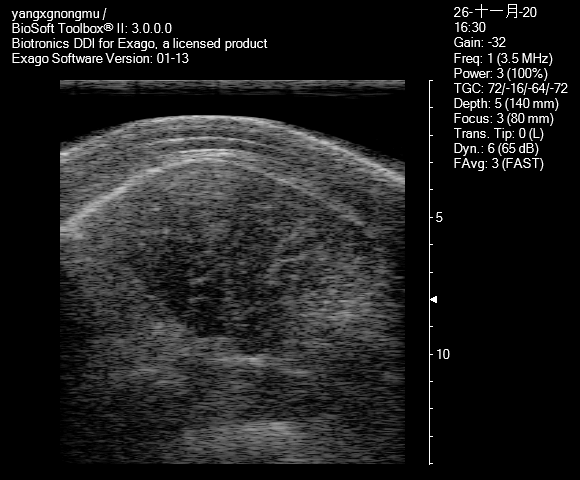 yangxgnongmu /
BioSoft Toolbox® II: 3.0.0.0
Biotronics DDI for Exago, a licensed product
Exago Software Version: 01-13
26-十一月-20
16:30
Gain: -32
Freq: 1 (3.5 MHz)
Power: 3 (100%)
TGC: 72/-16/-64/-72
Depth: 5 (140 mm)
Focus: 3 (80 mm)
Trans. Tip: 0 (L)
Dyn.: 6 (65 dB)
FAvg: 3 (FAST)
5
10